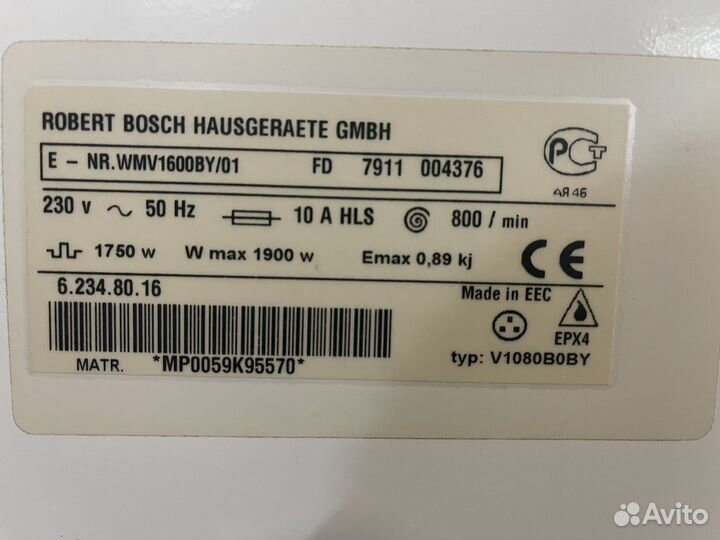 ROBERT BOSCH HAUSGERAETE GMBH
E - NR.WMV1600BY/01 FD 7911 004376
РСТ
АЯ46
230 v ~ 50 Hz 10 A HLS 800 / min
1750 w W max 1900 w Emax 0,89 kj
CE
6.234.80.16
Made in EEC
EPX4
MATR. *MP0059K95570*
typ: V1080B0BY
Avito